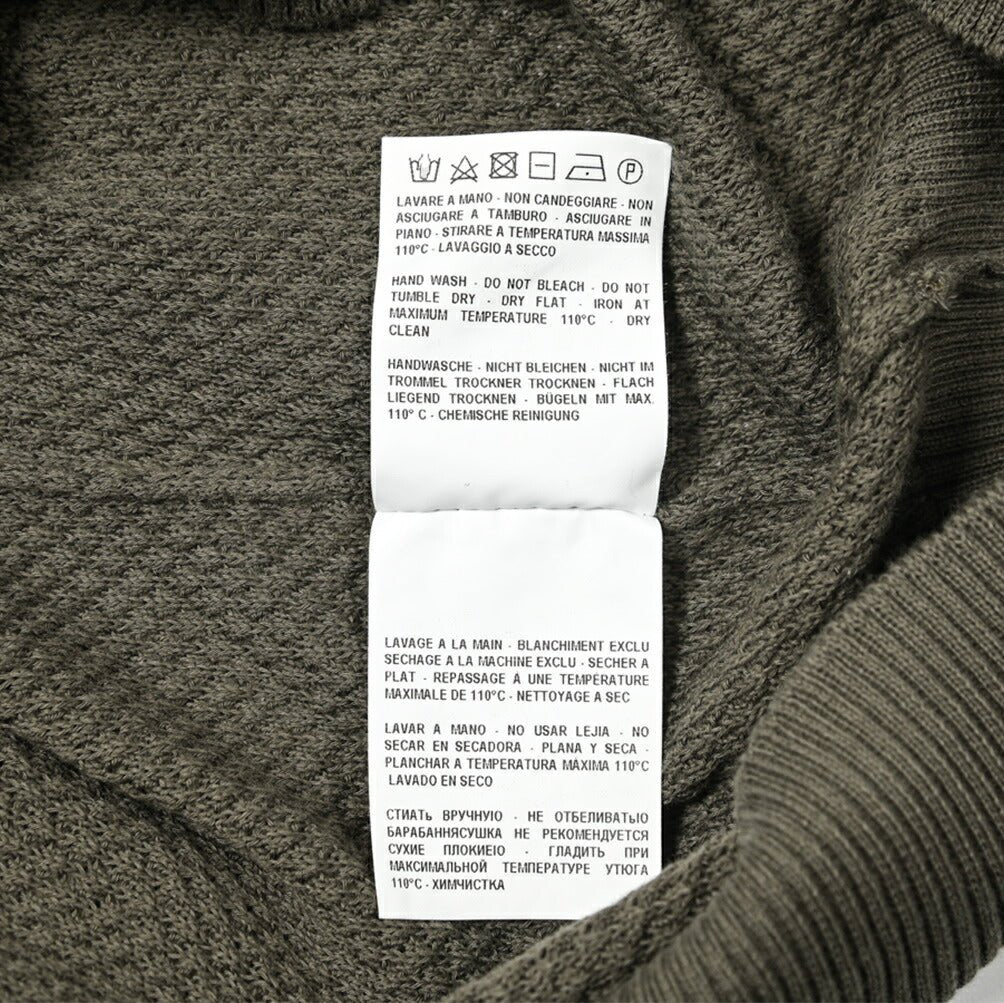 P
LAVARE A MANO - NON CANDEGGIARE - NON
ASCIUGARE A TAMBURO - ASCIUGARE IN
PIANO - STIRARE A TEMPERATURA MASSIMA
110°C - LAVAGGIO A SECCO
HAND WASH - DO NOT BLEACH - DO NOT
TUMBLE DRY - DRY FLAT - IRON AT
MAXIMUM TEMPERATURE 110°C - DRY
CLEAN
HANDWASCHE - NICHT BLEICHEN - NICHT IM
TROMMEL TROCKNER TROCKNEN - FLACH
LIEGEND TROCKNEN - BÜGELN MIT MAX.
110° C - CHEMISCHE REINIGUNG
LAVAGE A LA MAIN - BLANCHIMENT EXCLU
SECHAGE A LA MACHINE EXCLU - SECHER A
PLAT - REPASSAGE À UNE TEMPÉRATURE
MAXIMALE DE 110°C - NETTOYAGE A SEC
LAVAR A MANO - NO USAR LEJIA - NO
SECAR EN SECADORA - PLANA Y SECA -
PLANCHAR A TEMPERATURA MÁXIMA 110°C
LAVADO EN SECO
СТИАТЬ ВРУЧНУЮ - НЕ ОТБЕЛИВАТЬЮ
БАРАБАННЯСУШКА НЕ РЕКОМЕНДУЕТСЯ
СУХИЕ ПЛОКИЕЮ - ГЛАДИТЬ ПРИ
МАКСИМАЛЬНОЙ ТЕМПЕРАТУРЕ УТЮГА
110°C - ХИМЧИСТКА